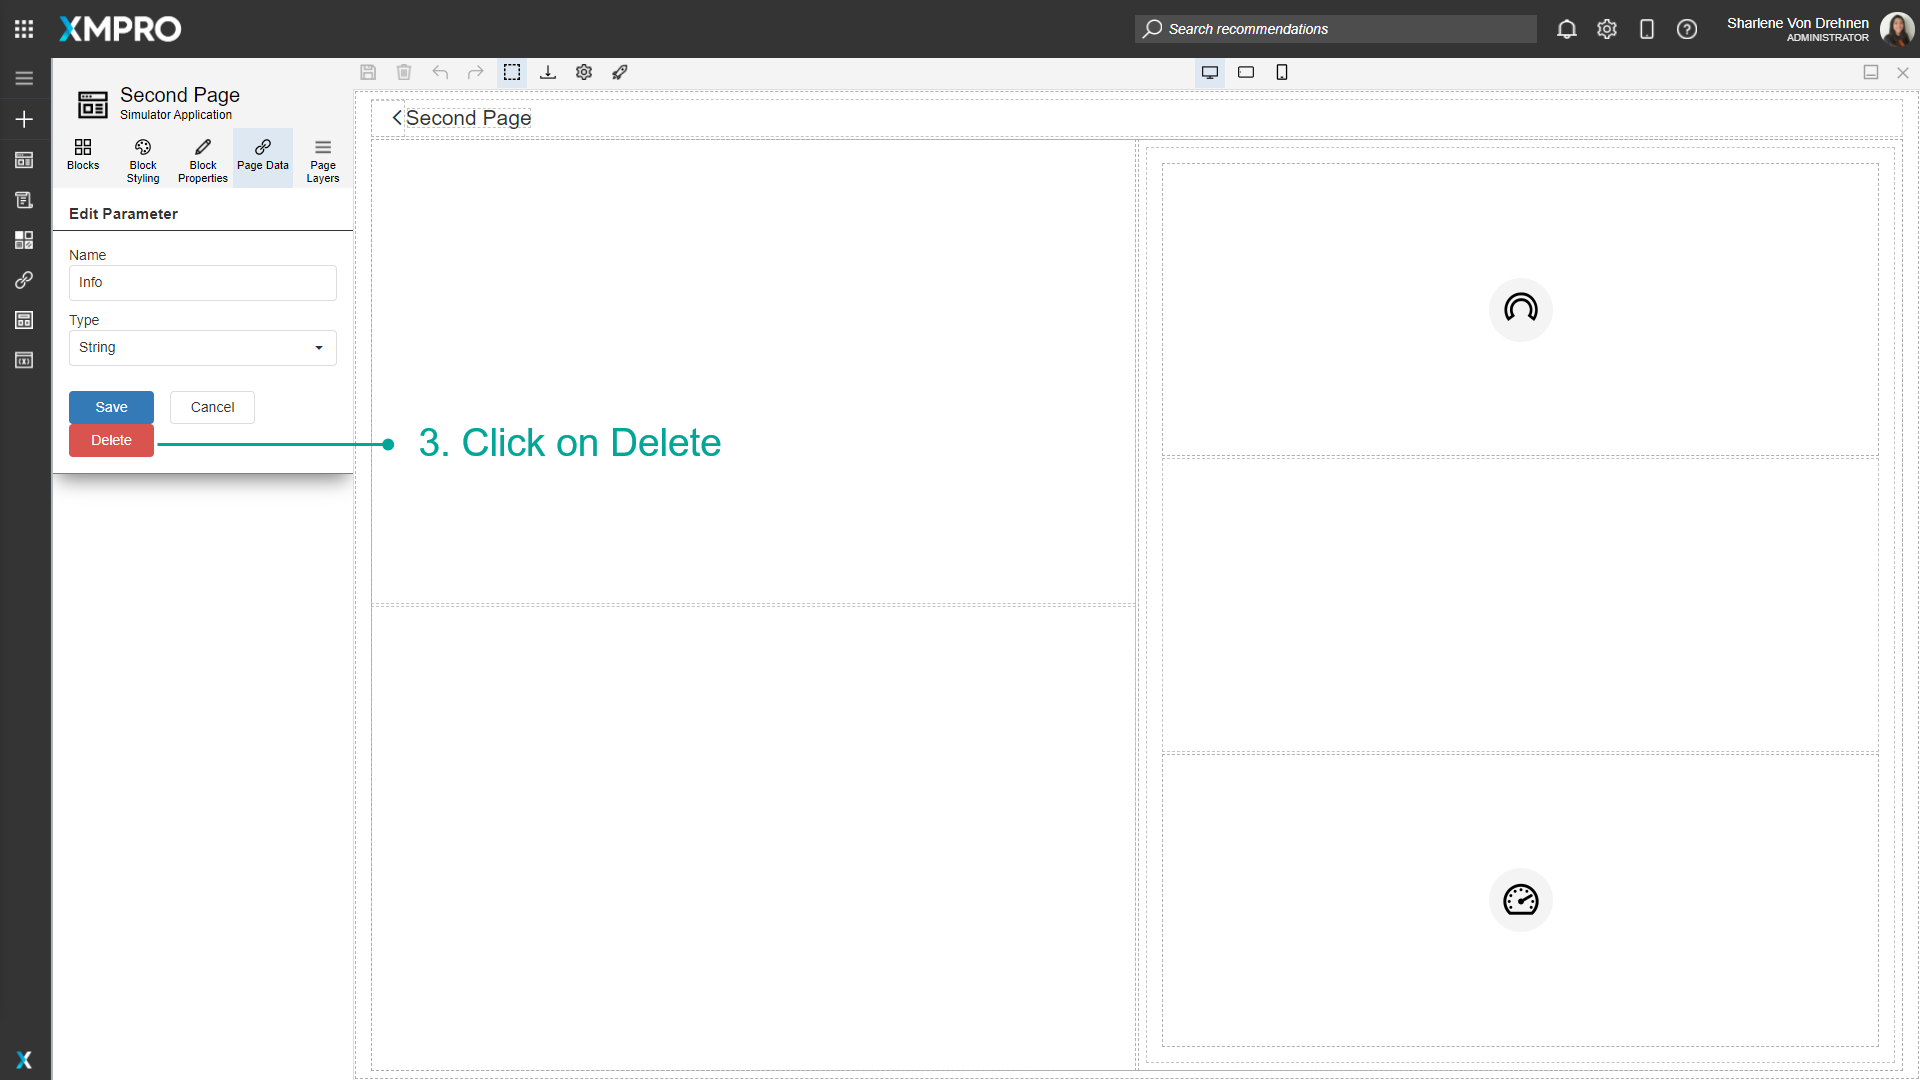 XMPRO
Search recommendations
Sharlene Von Drehnen
ADMINISTRATOR
Second Page
Simulator Application
Blocks
Block Styling
Block Properties
Page Data
Page Layers
Second Page
Edit Parameter
Name
Info
Type
String
Save
Cancel
Delete
3. Click on Delete